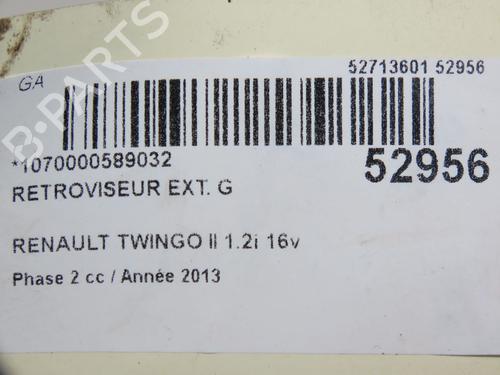 GA
52713601 52956
*1070000589032
52956
RETROVISEUR EXT. G
RENAULT TWINGO II 1.2i 16v
Phase 2 cc / Année 2013
B-PARTS